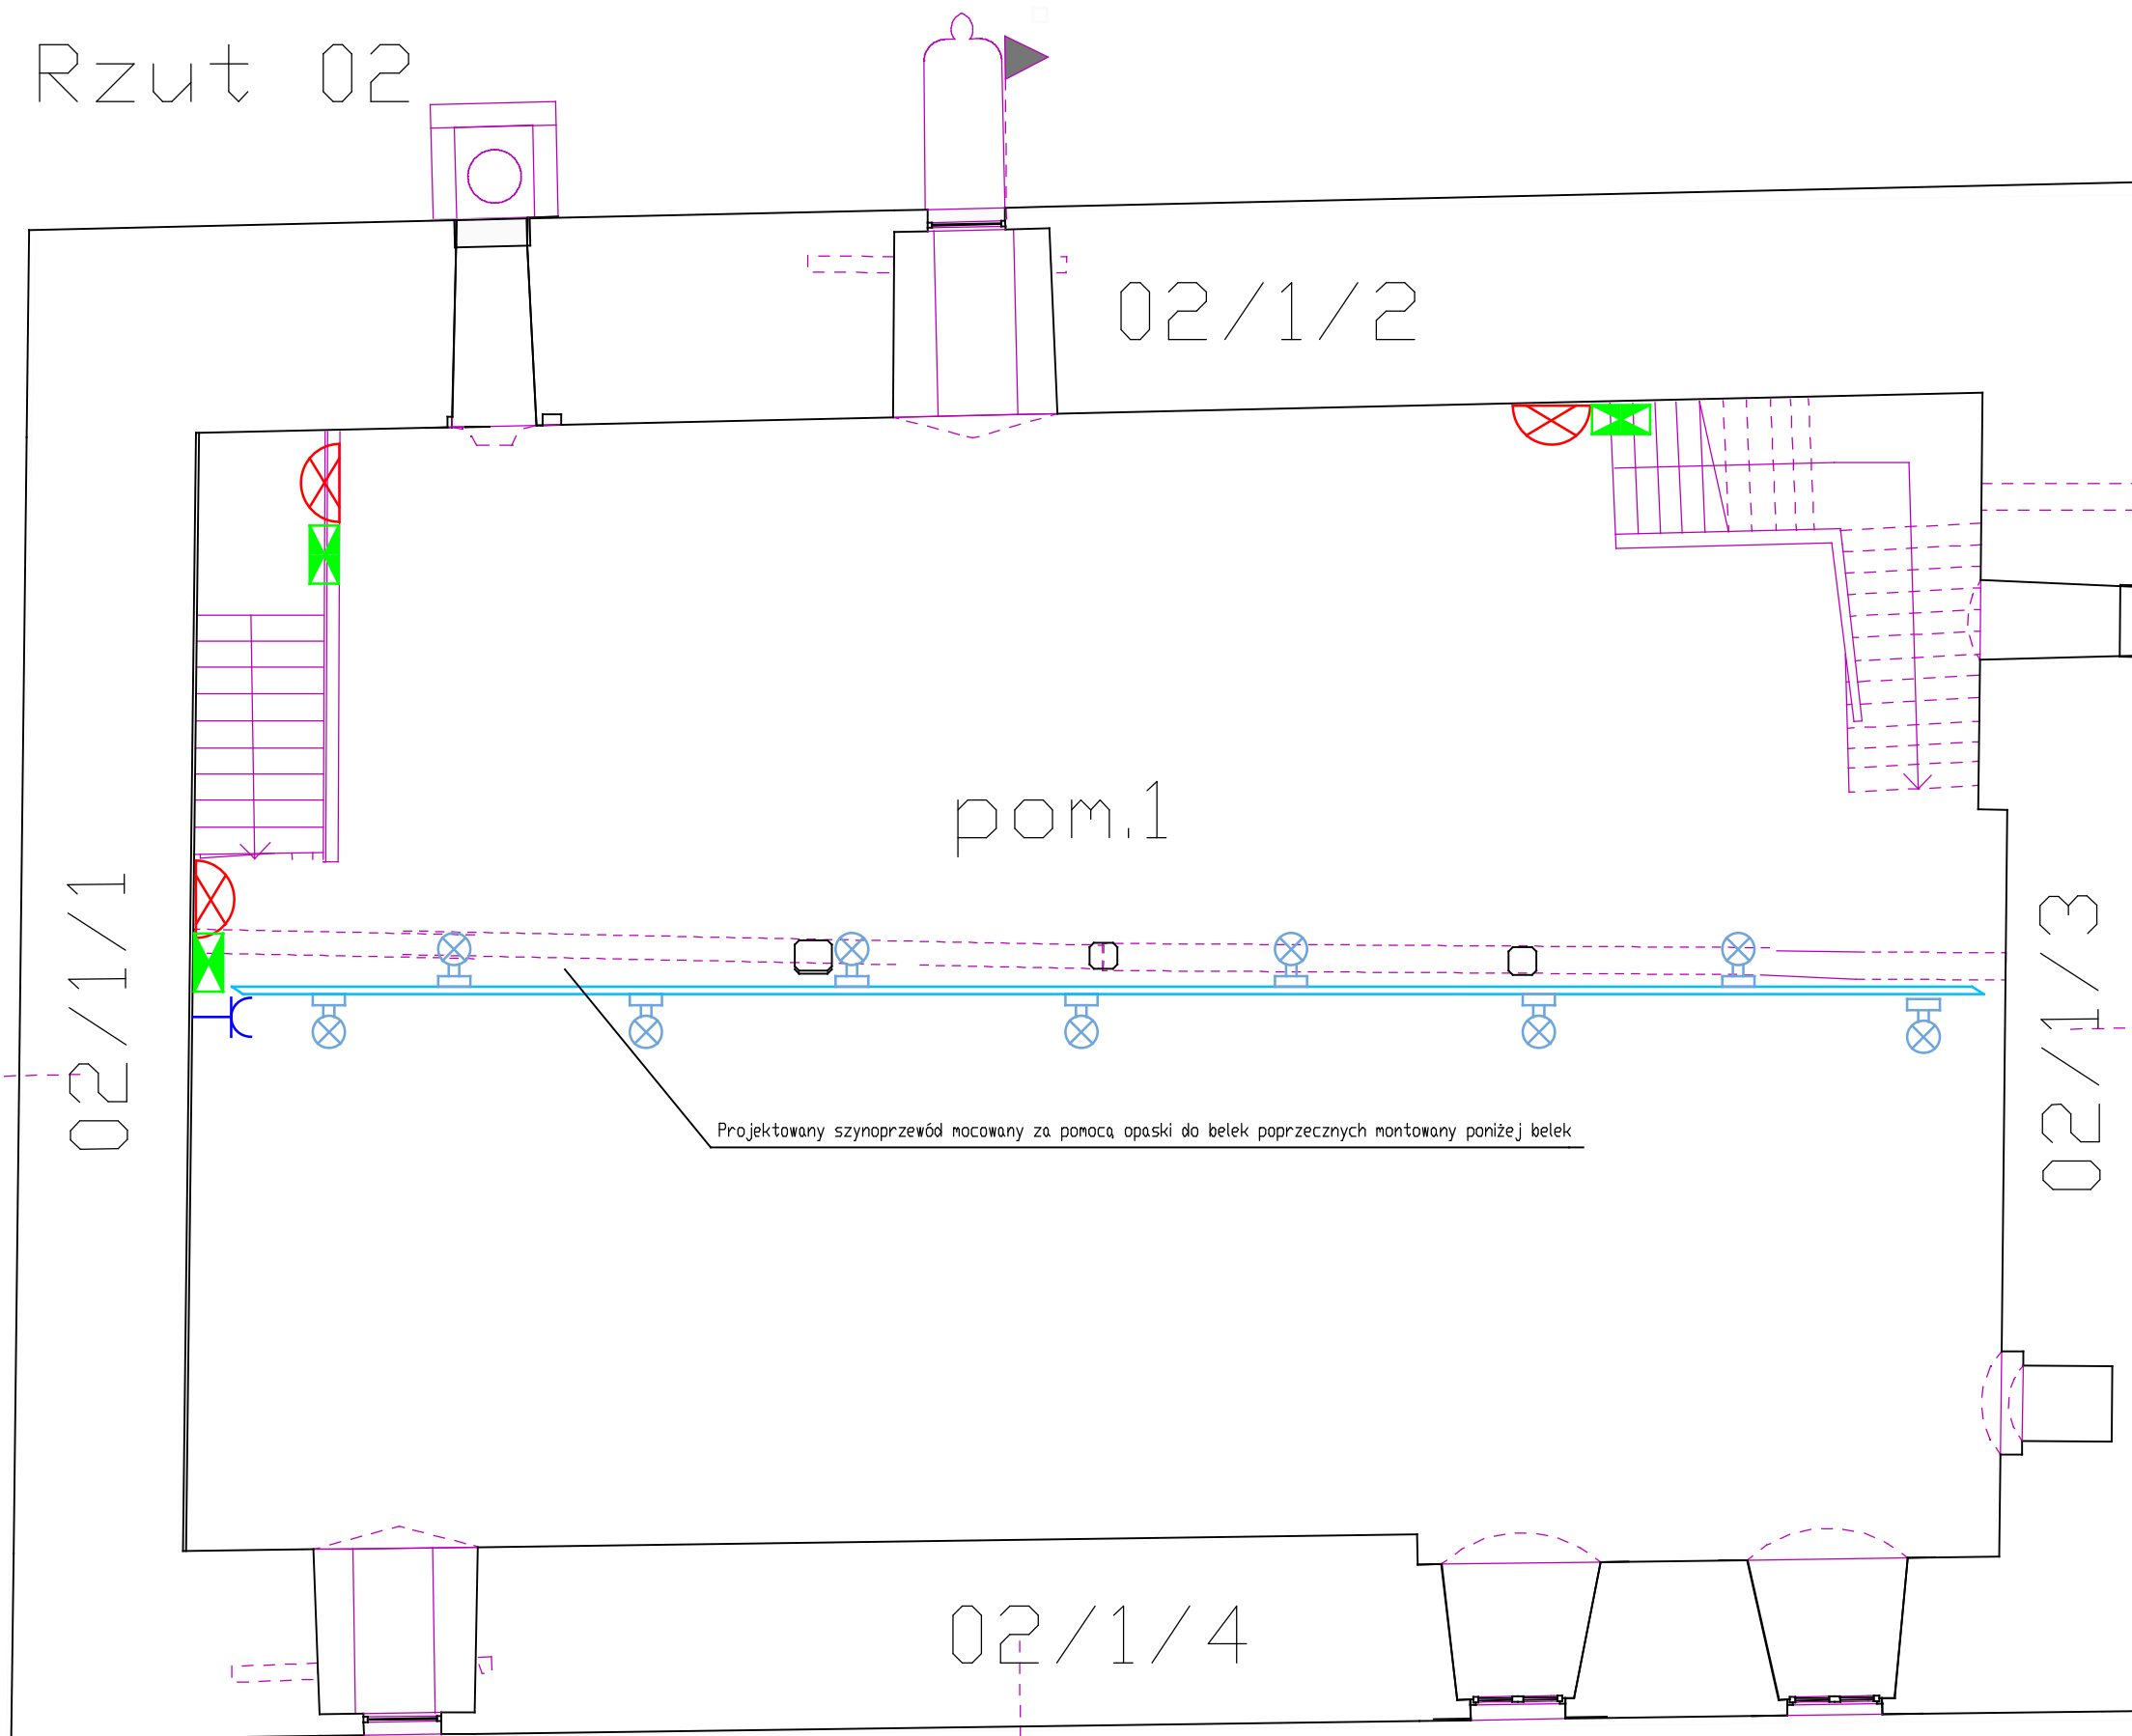 Rzut 02
02/1/2
pom.1
02/1/1
02/1/3
Projektowany szynoprzewód mocowany za pomocą opaski do belek poprzecznych montowany poniżej belek
02/1/4